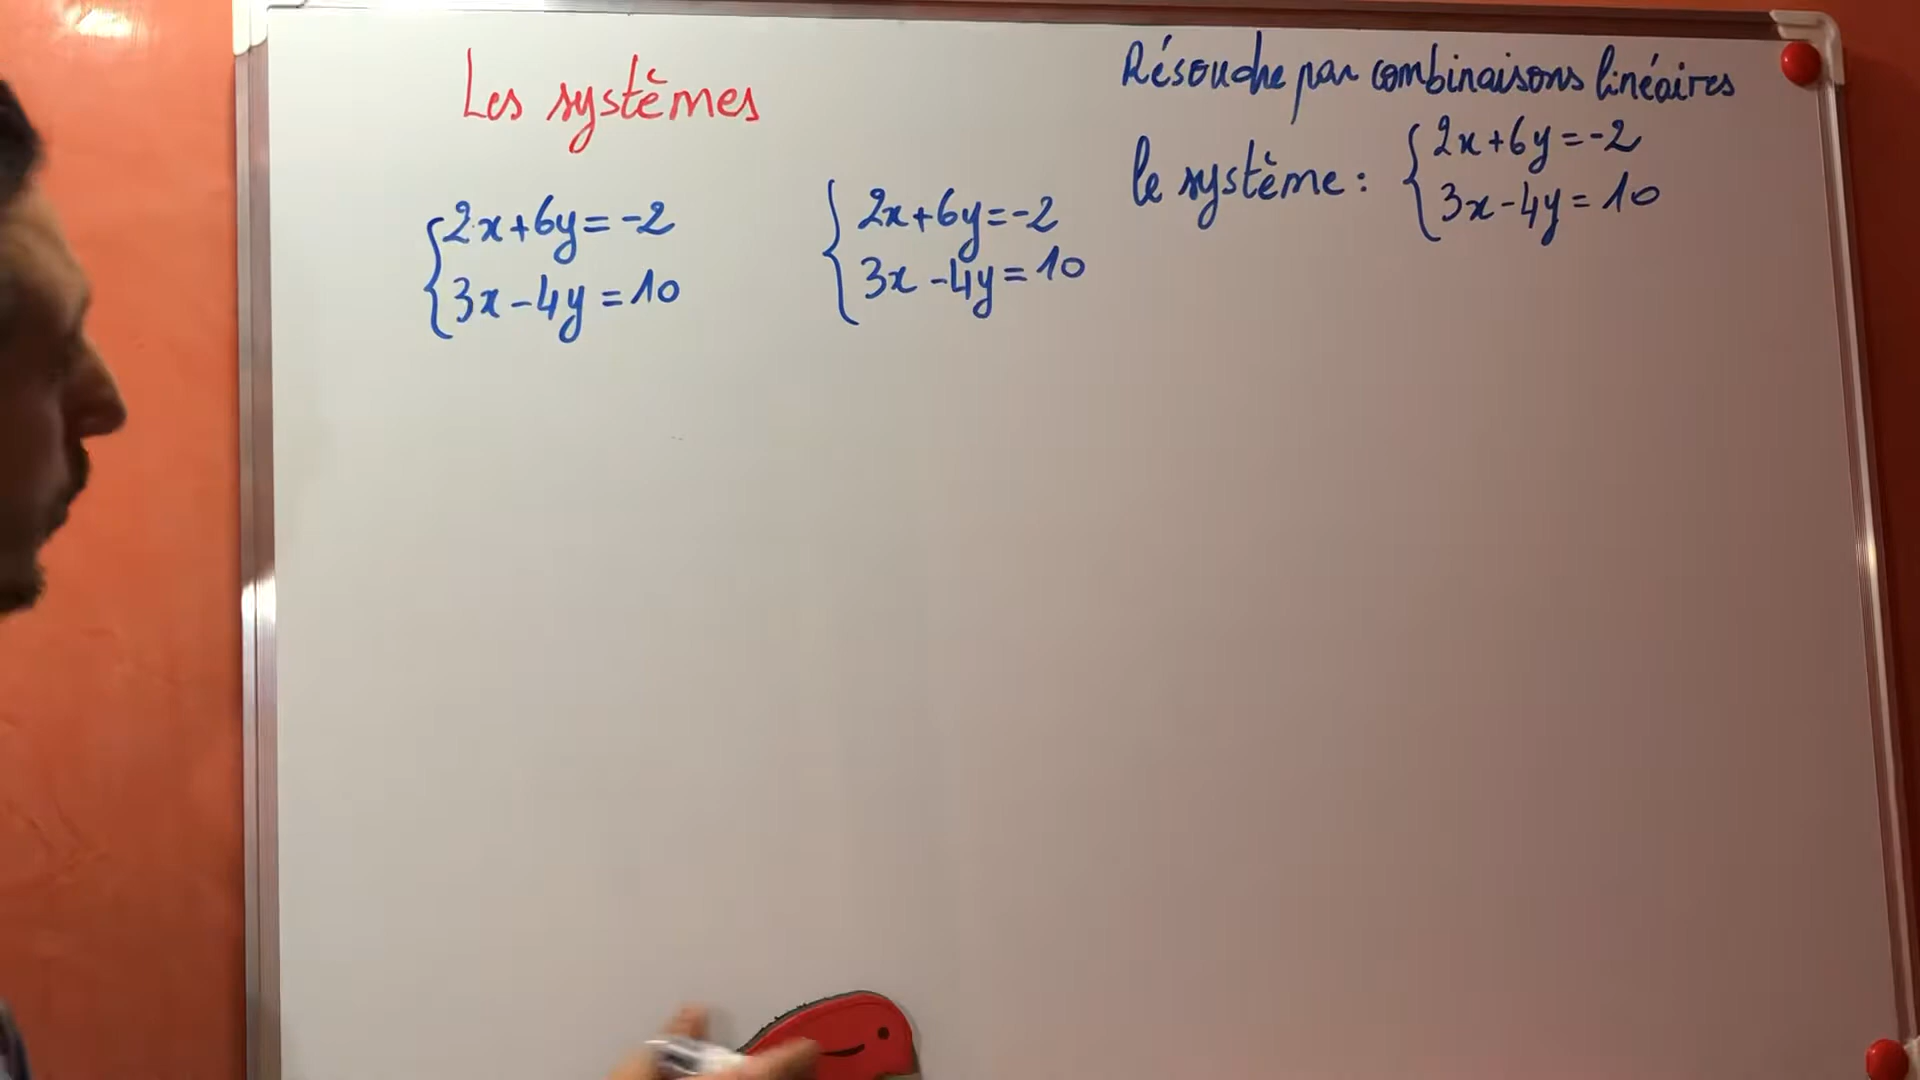 Les systèmes
{2x+6y=-2
3x-4y=10
{2x+6y=-2
3x-4y=10
Résoudre par combinaisons linéaires
le système : {2x+6y=-2
3x-4y=10